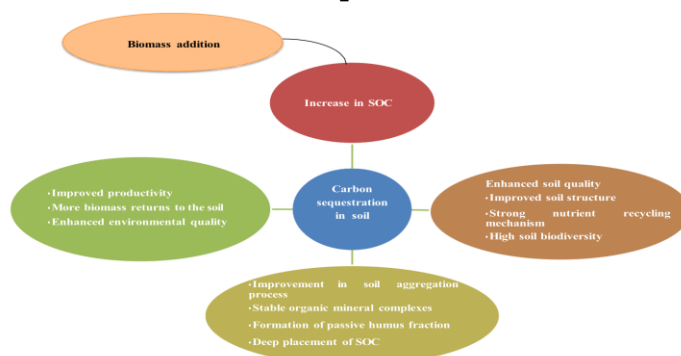 Biomass addition
Increase in SOC
•Improved productivity
•More biomass returns to the soil
•Enhanced environmental quality
Carbon
sequestration
in soil
Enhanced soil quality
•Improved soil structure
•Strong nutrient recycling
mechanism
•High soil biodiversity
•Improvement in soil aggregation
process
•Stable organic mineral complexes
•Formation of passive humus fraction
•Deep placement of SOC